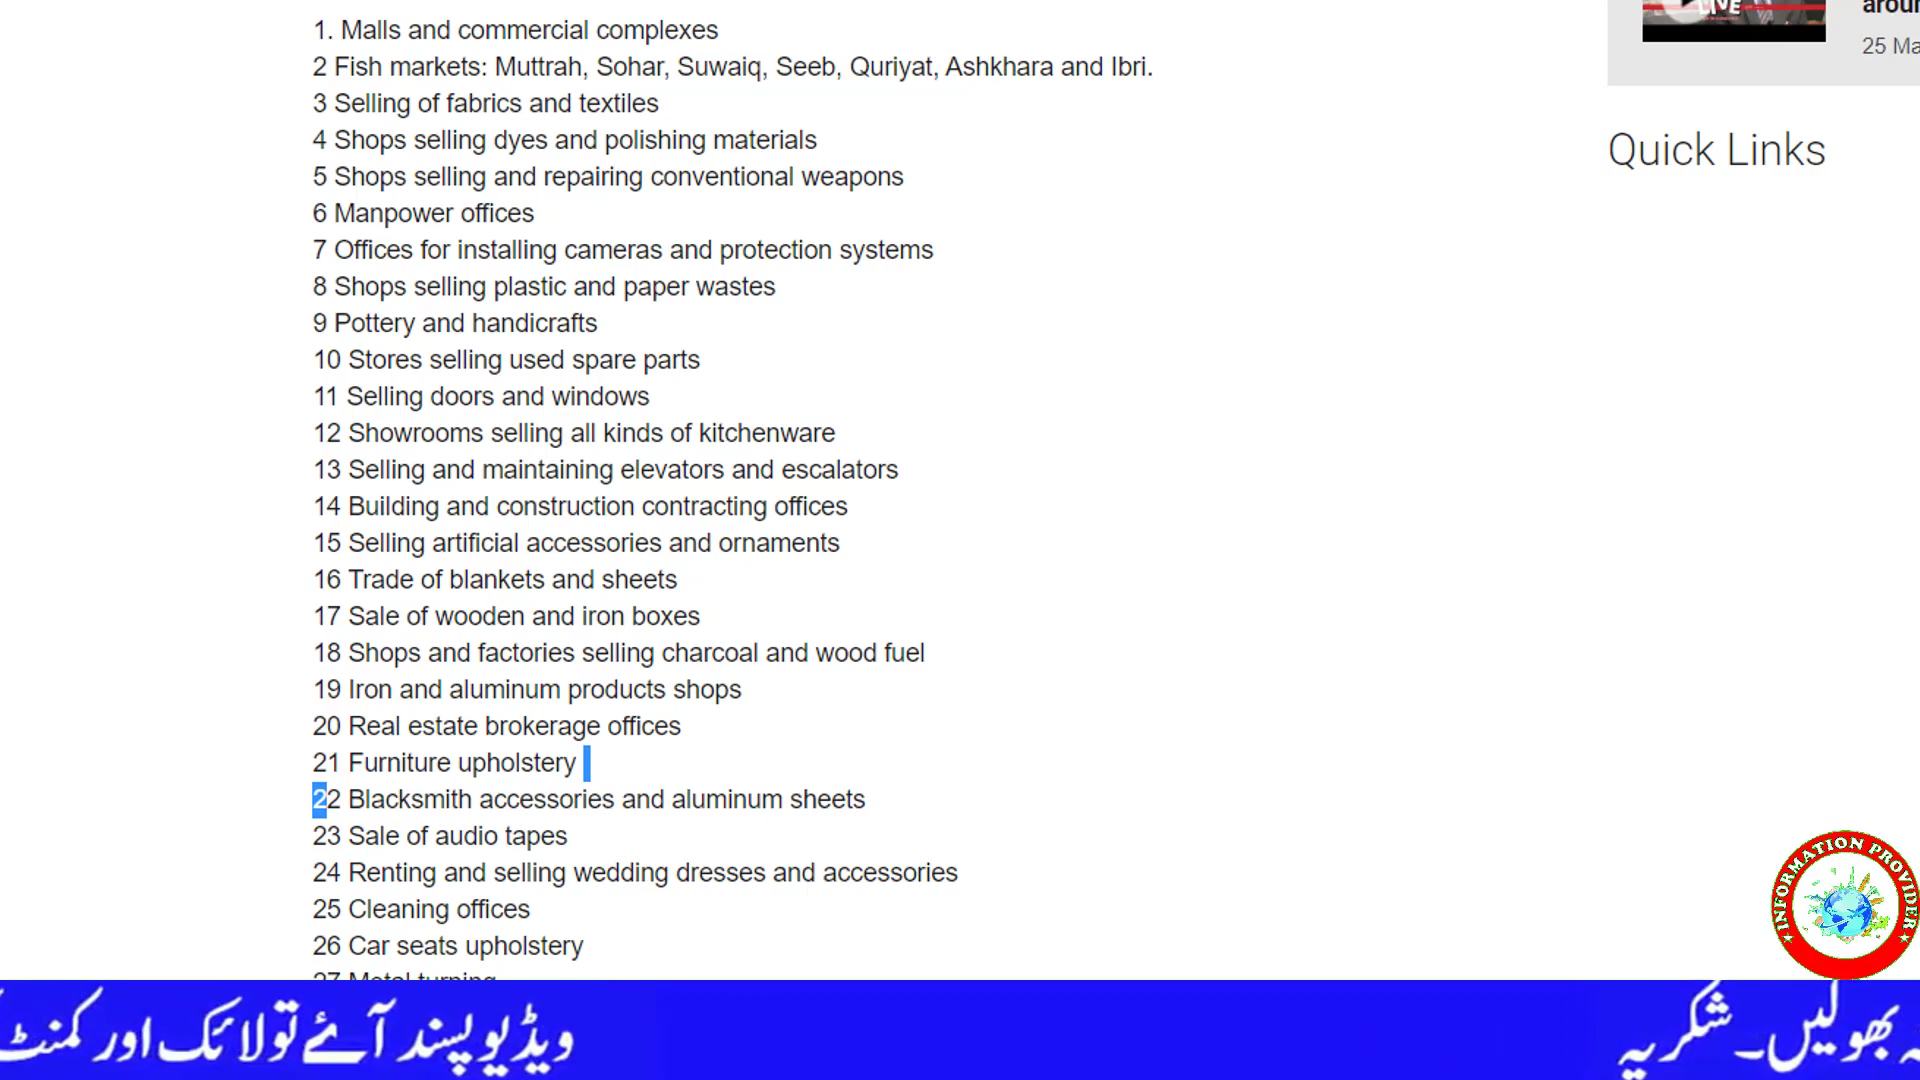 1. Malls and commercial complexes
2 Fish markets: Muttrah, Sohar, Suwaiq, Seeb, Quriyat, Ashkhara and Ibri.
3 Selling of fabrics and textiles
4 Shops selling dyes and polishing materials
5 Shops selling and repairing conventional weapons
6 Manpower offices
7 Offices for installing cameras and protection systems
8 Shops selling plastic and paper wastes
9 Pottery and handicrafts
10 Stores selling used spare parts
11 Selling doors and windows
12 Showrooms selling all kinds of kitchenware
13 Selling and maintaining elevators and escalators
14 Building and construction contracting offices
15 Selling artificial accessories and ornaments
16 Trade of blankets and sheets
17 Sale of wooden and iron boxes
18 Shops and factories selling charcoal and wood fuel
19 Iron and aluminum products shops
20 Real estate brokerage offices
21 Furniture upholstery
22 Blacksmith accessories and aluminum sheets
23 Sale of audio tapes
24 Renting and selling wedding dresses and accessories
25 Cleaning offices
26 Car seats upholstery
27 Metal turning
LIVE
25
Quick Links
INFORMATION PROVIDER
ویڈیو پسند آئے تو لائک اور کمنٹ
بھولیں۔ شکریہ